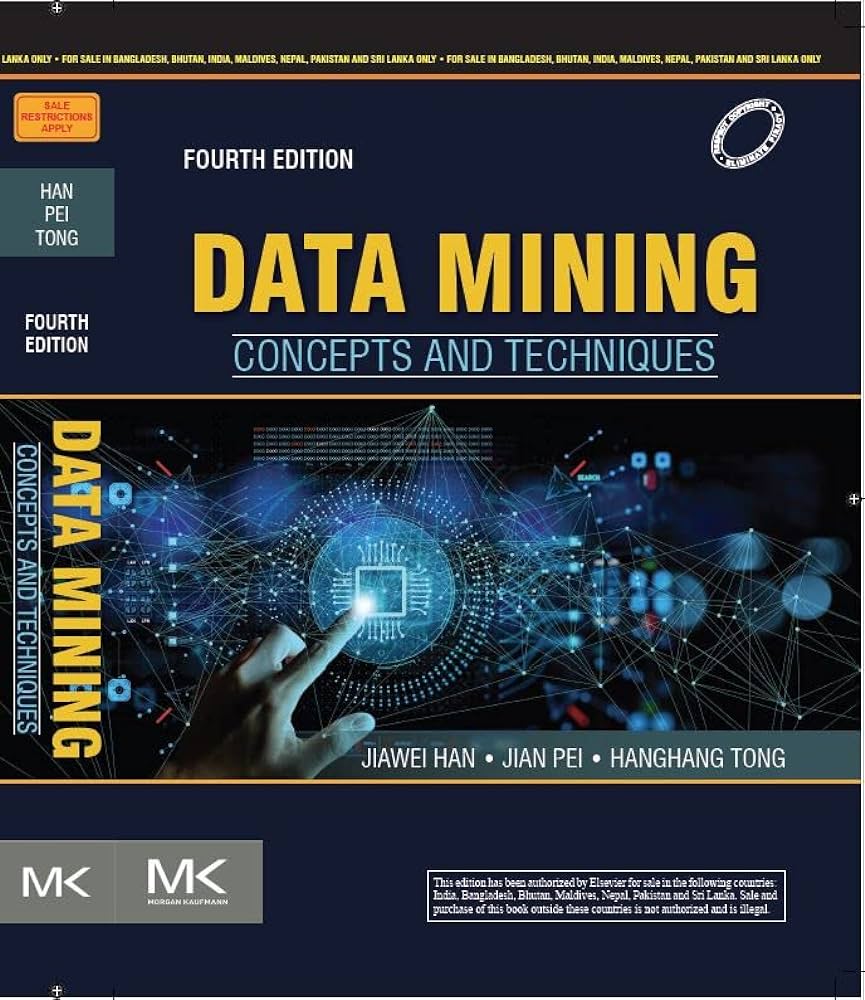 LANKA ONLY • FOR SALE IN BANGLADESH, BHUTAN, INDIA, MALDIVES, NEPAL, PAKISTAN AND SRI LANKA ONLY • FOR SALE IN BANGLADESH, BHUTAN, INDIA, MALDIVES, NEPAL, PAKISTAN AND SRI LANKA ONLY
SALE
RESTRICTIONS
APPLY
HAN
PEI
TONG
FOURTH
EDITION
DATA MINING
CONCEPTS AND TECHNIQUES
MK
RESPECT COPYRIGHT • ELIMINATE PIRACY •
FOURTH EDITION
DATA MINING
CONCEPTS AND TECHNIQUES
SEARCH
JIAWEI HAN • JIAN PEI • HANGHANG TONG
MK
MORGAN KAUFMANN
This edition has been authorized by Elsevier for sale in the following countries:
India, Bangladesh, Bhutan, Maldives, Nepal, Pakistan and Sri Lanka. Sale and
purchase of this book outside these countries is not authorized and is illegal.